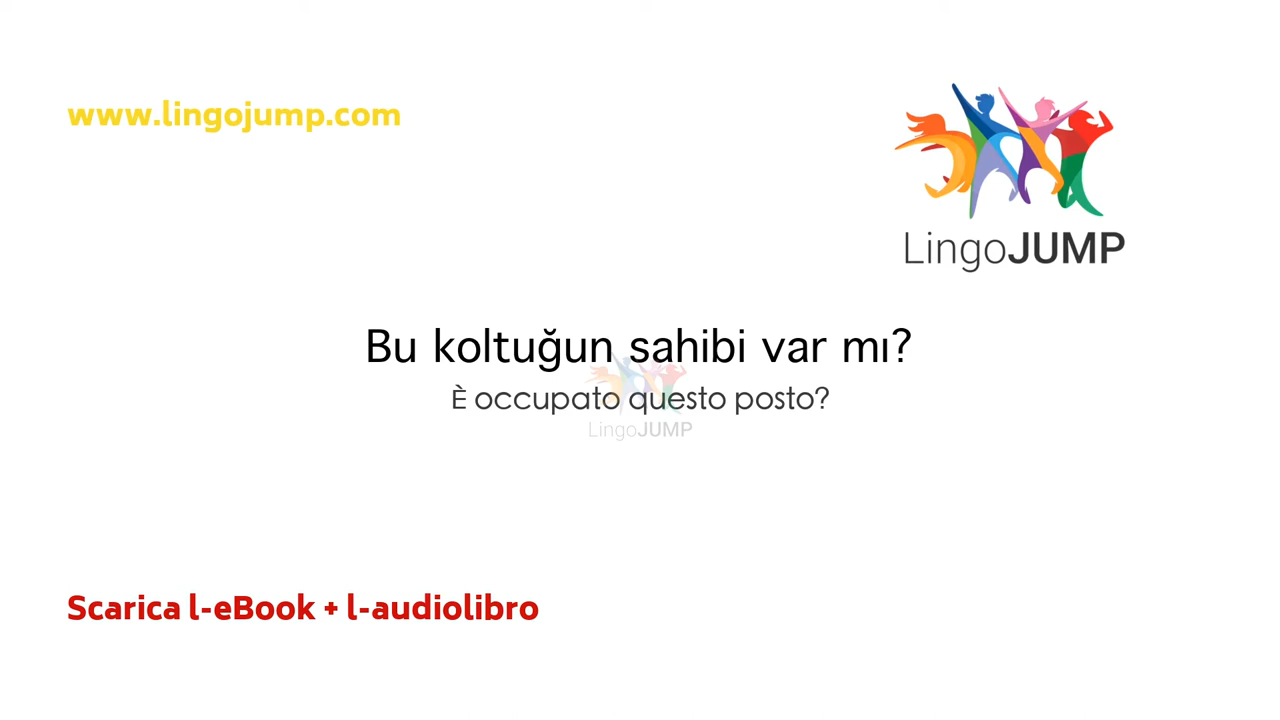 www.lingojump.com
LingoJUMP
Bu koltuğun sahibi var mı?
È occupato questo posto?
LingoJUMP
Scarica l-eBook + l-audiolibro